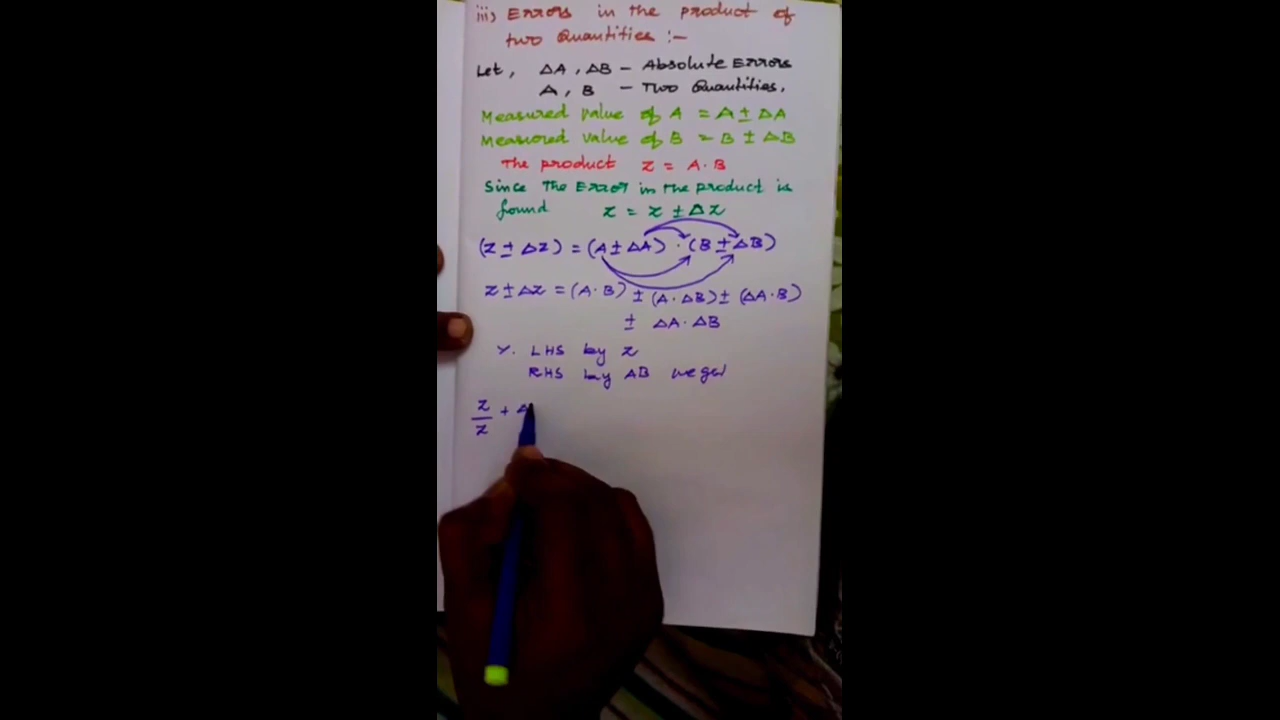 iii) Errors in the product of
two Quantities :-
Let, ΔA, ΔB - Absolute Errors
A, B - Two Quantities.
Measured value of A = A ± ΔA
Measured value of B = B ± ΔB
The product Z = A·B
Since The Error in the product is
found Z = Z ± ΔZ
(Z ± ΔZ) = (A ± ΔA) · (B ± ΔB)
Z ± ΔZ = (A·B) ± (A·ΔB) ± (ΔA·B)
± ΔA·ΔB
LHS by Z
RHS by AB we get
Z/Z + Δ